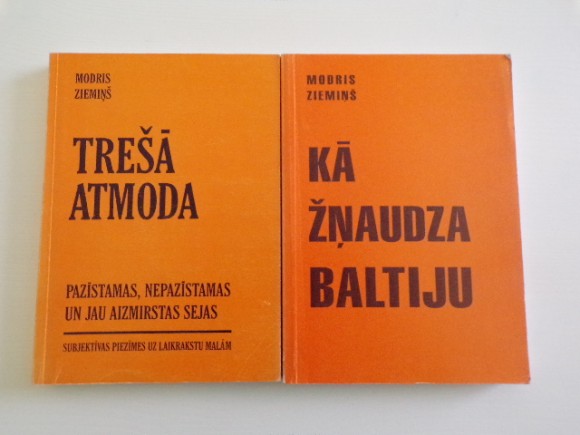 MODRIS
ZIEMIŅŠ
TREŠĀ
ATMODA
PAZĪSTAMAS, NEPAZĪSTAMAS
UN JAU AIZMIRSTAS SEJAS
SUBJEKTĪVAS PIEZĪMES UZ LAIKRAKSTU MALĀM
MODRIS
ZIEMIŅŠ
KĀ
ŽŅAUDZA
BALTIJU